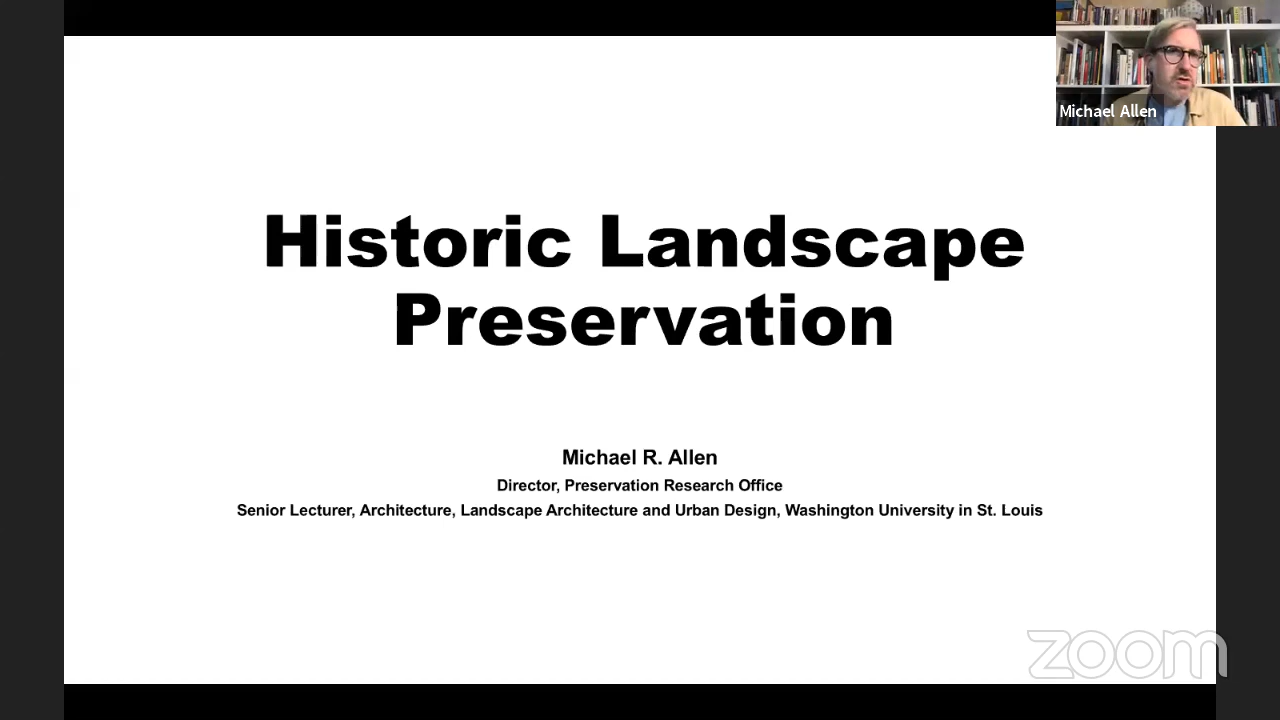 Michael Allen
Historic Landscape
Preservation
Michael R. Allen
Director, Preservation Research Office
Senior Lecturer, Architecture, Landscape Architecture and Urban Design, Washington University in St. Louis
zoom